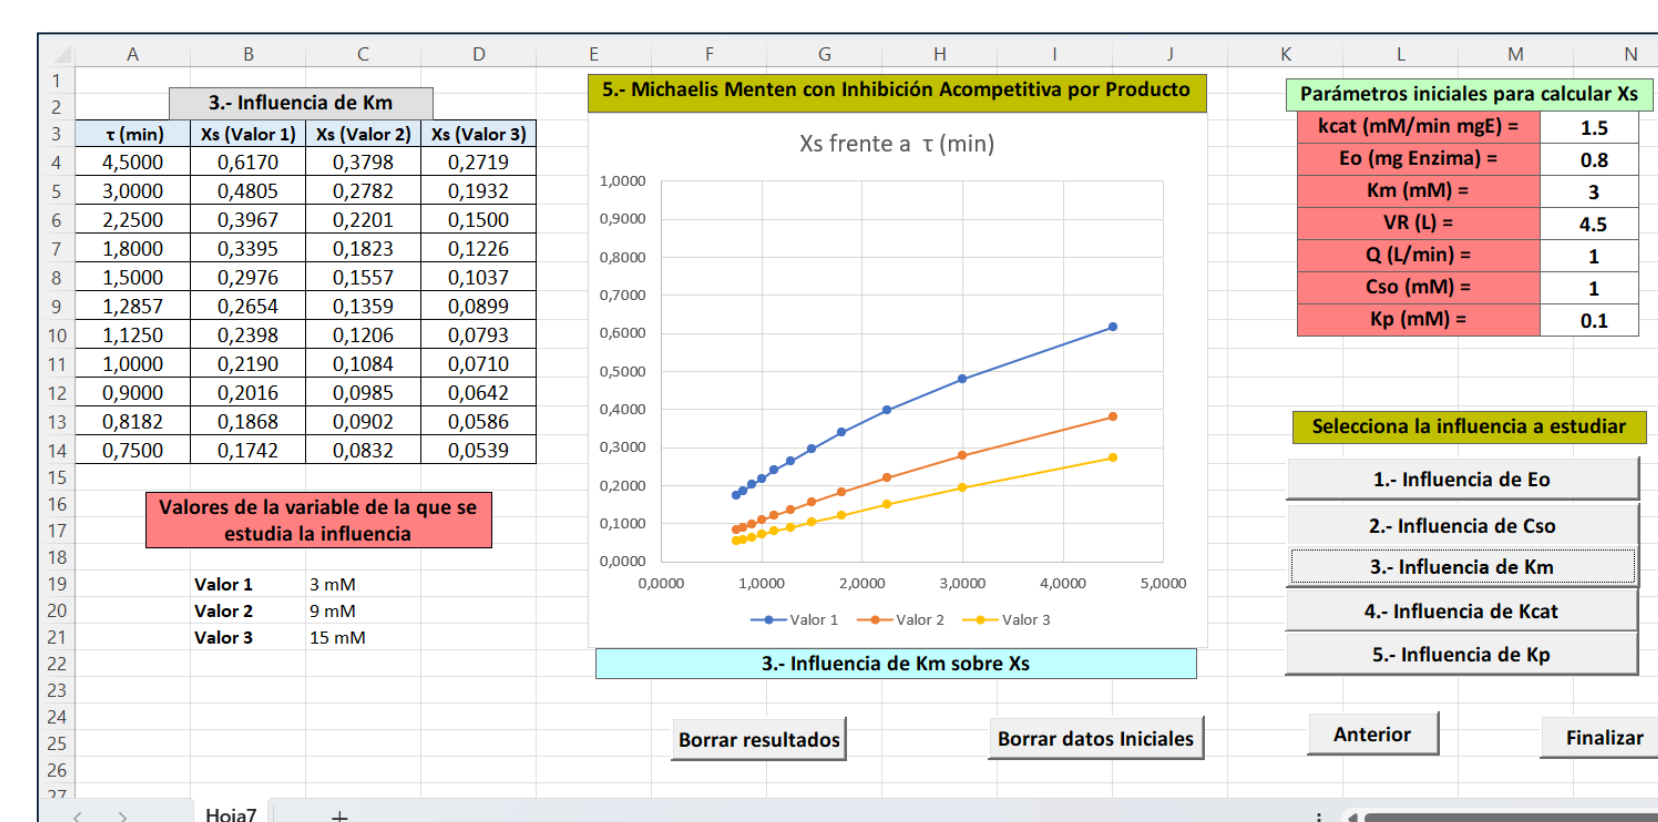 A B C D E F G H I J K L M N
1
2 3.- Influencia de Km
3 τ (min) Xs (Valor 1) Xs (Valor 2) Xs (Valor 3)
4 4,5000 0,6170 0,3798 0,2719
5 3,0000 0,4805 0,2782 0,1932
6 2,2500 0,3967 0,2201 0,1500
7 1,8000 0,3395 0,1823 0,1226
8 1,5000 0,2976 0,1557 0,1037
9 1,2857 0,2654 0,1359 0,0899
10 1,1250 0,2398 0,1206 0,0793
11 1,0000 0,2190 0,1084 0,0710
12 0,9000 0,2016 0,0985 0,0642
13 0,8182 0,1868 0,0902 0,0586
14 0,7500 0,1742 0,0832 0,0539
15
16 Valores de la variable de la que se
17 estudia la influencia
18
19 Valor 1 3 mM
20 Valor 2 9 mM
21 Valor 3 15 mM
22
23
24
25
26
27
5.- Michaelis Menten con Inhibición Acompetitiva por Producto
Xs frente a τ (min)
1,0000
0,9000
0,8000
0,7000
0,6000
0,5000
0,4000
0,3000
0,2000
0,1000
0,0000
0,0000 1,0000 2,0000 3,0000 4,0000 5,0000
Valor 1 Valor 2 Valor 3
3.- Influencia de Km sobre Xs
Borrar resultados Borrar datos Iniciales
Parámetros iniciales para calcular Xs
kcat (mM/min mgE) = 1.5
Eo (mg Enzima) = 0.8
Km (mM) = 3
VR (L) = 4.5
Q (L/min) = 1
Cso (mM) = 1
Kp (mM) = 0.1
Selecciona la influencia a estudiar
1.- Influencia de Eo
2.- Influencia de Cso
3.- Influencia de Km
4.- Influencia de Kcat
5.- Influencia de Kp
Anterior Finalizar
Hoja7 +